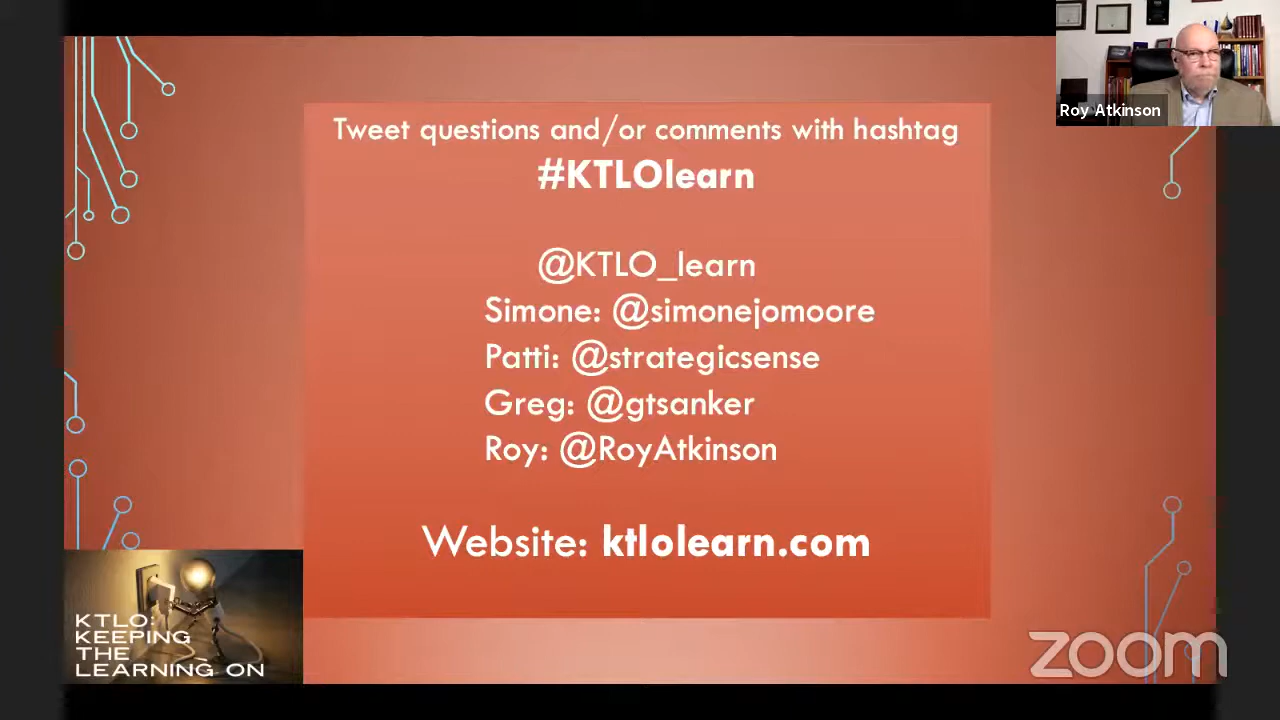 Roy Atkinson
Tweet questions and/or comments with hashtag
#KTLOlearn
@KTLO_learn
Simone: @simonejomoore
Patti: @strategicsense
Greg: @gtsanker
Roy: @RoyAtkinson
Website: ktlolearn.com
KTLO:
KEEPING
THE
LEARNING ON
zoom